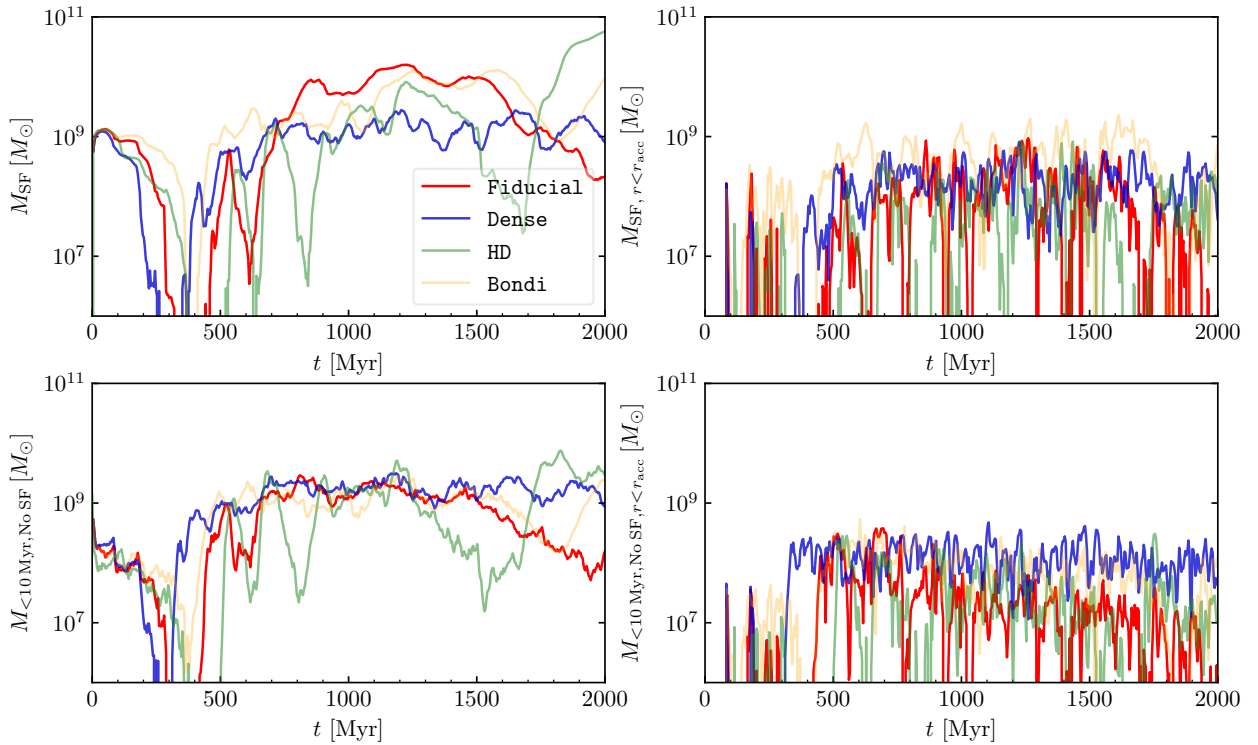 10^11
10^9
10^7
M_SF [M_⊙]
0 500 1000 1500 2000
t [Myr]
Fiducial
Dense
HD
Bondi
10^11
10^9
10^7
M_SF, r<r_acc [M_⊙]
0 500 1000 1500 2000
t [Myr]
10^11
10^9
10^7
M_<10 Myr,No SF [M_⊙]
0 500 1000 1500 2000
t [Myr]
10^11
10^9
10^7
M_<10 Myr,No SF,r<r_acc [M_⊙]
0 500 1000 1500 2000
t [Myr]